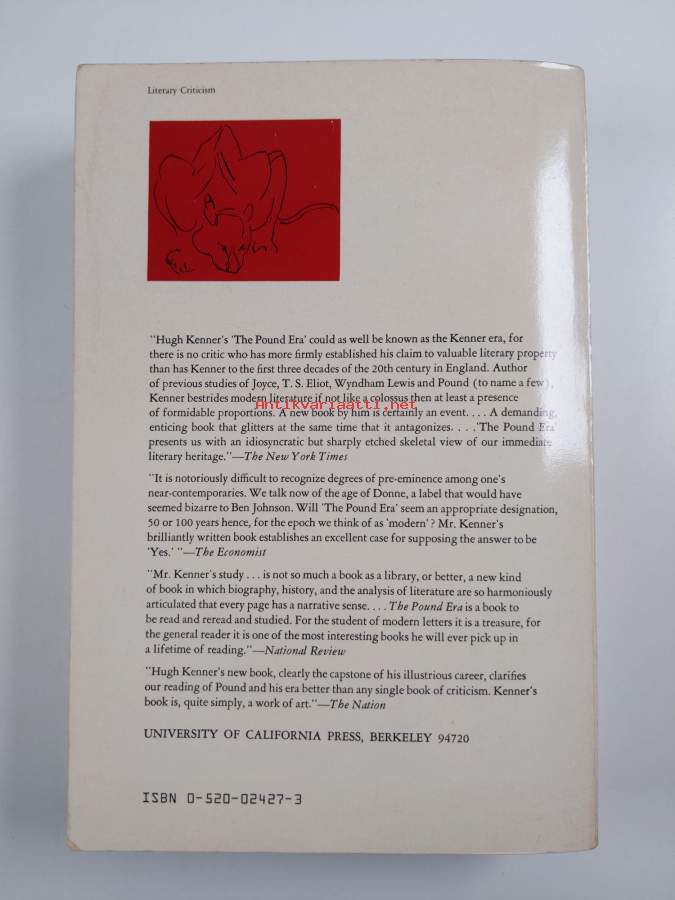 Literary Criticism
"Hugh Kenner's 'The Pound Era' could as well be known as the Kenner era, for
there is no critic who has more firmly established his claim to valuable literary property
than has Kenner to the first three decades of the 20th century in England. Author
of previous studies of Joyce, T. S. Eliot, Wyndham Lewis and Pound (to name a few),
Kenner bestrides modern literature if not like a colossus then at least a presence
Antikvariaatti.net
of formidable proportions. A new book by him is certainly an event. . . . A demanding,
enticing book that glitters at the same time that it antagonizes. . . . 'The Pound Era'
presents us with an idiosyncratic but sharply etched skeletal view of our immediate
literary heritage."—The New York Times
"It is notoriously difficult to recognize degrees of pre-eminence among one's
near-contemporaries. We talk now of the age of Donne, a label that would have
seemed bizarre to Ben Johnson. Will 'The Pound Era' seem an appropriate designation,
50 or 100 years hence, for the epoch we think of as 'modern'? Mr. Kenner's
brilliantly written book establishes an excellent case for supposing the answer to be
'Yes.' "—The Economist
"Mr. Kenner's study . . . is not so much a book as a library, or better, a new kind
of book in which biography, history, and the analysis of literature are so harmoniously
articulated that every page has a narrative sense. . . . The Pound Era is a book to
be read and reread and studied. For the student of modern letters it is a treasure, for
the general reader it is one of the most interesting books he will ever pick up in
a lifetime of reading."—National Review
"Hugh Kenner's new book, clearly the capstone of his illustrious career, clarifies
our reading of Pound and his era better than any single book of criticism. Kenner's
book is, quite simply, a work of art."—The Nation
UNIVERSITY OF CALIFORNIA PRESS, BERKELEY 94720
ISBN 0-520-02427-3